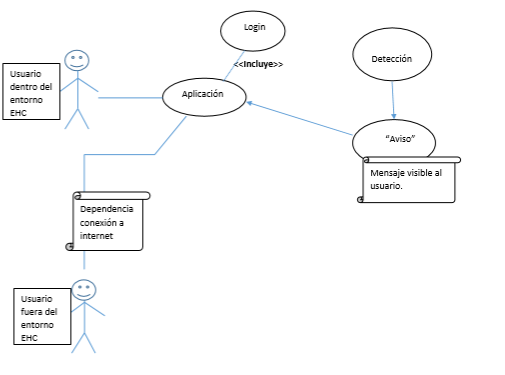 Login
<<Incluye>>
Detección
Usuario
dentro del
entorno
EHC
Aplicación
“Aviso”
Mensaje visible al
usuario.
Dependencia
conexión a
internet
Usuario
fuera del
entorno
EHC